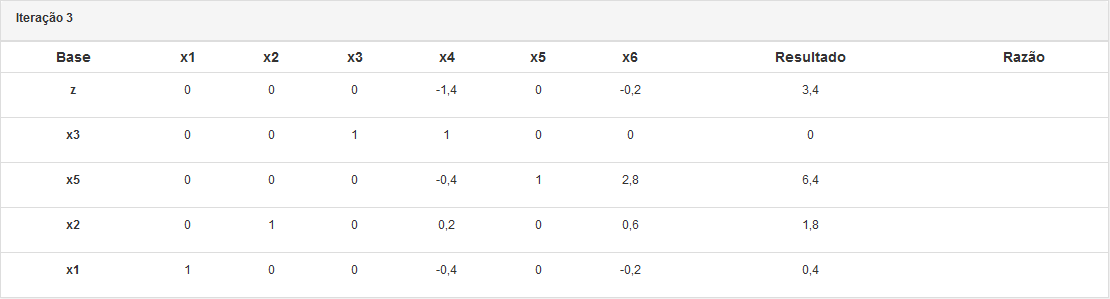 Iteração 3
Base x1 x2 x3 x4 x5 x6 Resultado Razão
z 0 0 0 -1,4 0 -0,2 3,4
x3 0 0 1 1 0 0 0
x5 0 0 0 -0,4 1 2,8 6,4
x2 0 1 0 0,2 0 0,6 1,8
x1 1 0 0 -0,4 0 -0,2 0,4